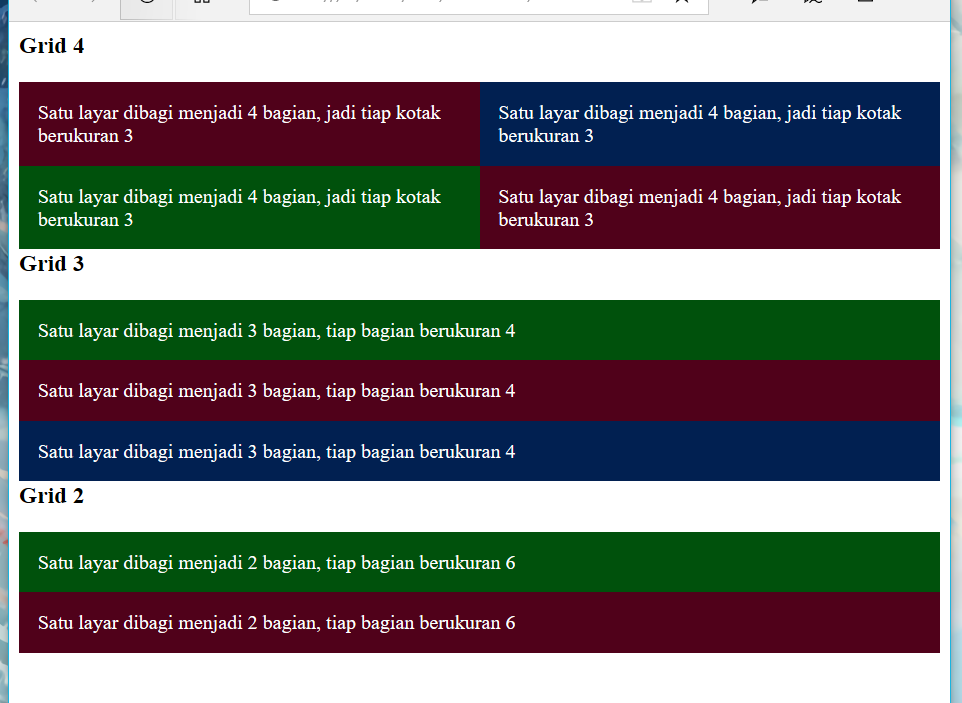 Grid 4
Satu layar dibagi menjadi 4 bagian, jadi tiap kotak
berukuran 3
Satu layar dibagi menjadi 4 bagian, jadi tiap kotak
berukuran 3
Satu layar dibagi menjadi 4 bagian, jadi tiap kotak
berukuran 3
Satu layar dibagi menjadi 4 bagian, jadi tiap kotak
berukuran 3
Grid 3
Satu layar dibagi menjadi 3 bagian, tiap bagian berukuran 4
Satu layar dibagi menjadi 3 bagian, tiap bagian berukuran 4
Satu layar dibagi menjadi 3 bagian, tiap bagian berukuran 4
Grid 2
Satu layar dibagi menjadi 2 bagian, tiap bagian berukuran 6
Satu layar dibagi menjadi 2 bagian, tiap bagian berukuran 6